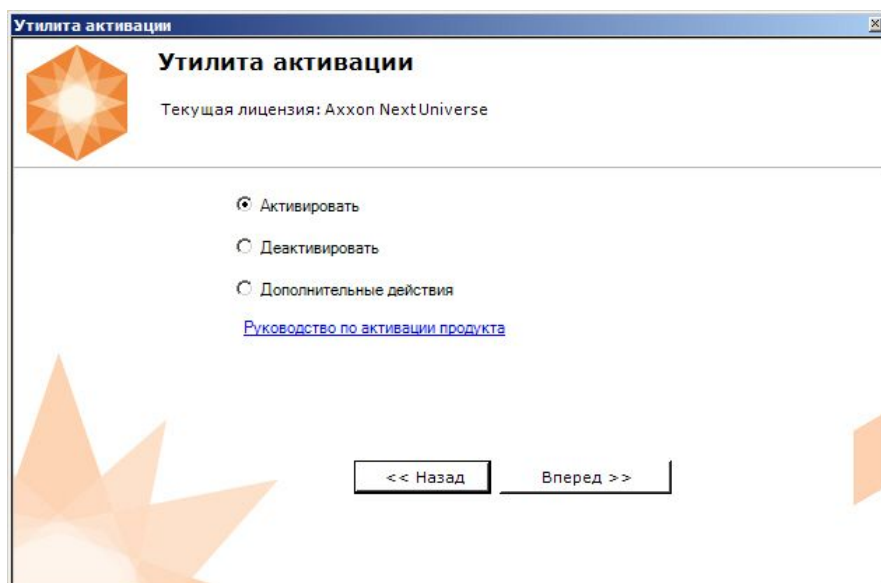 Утилита активации
Утилита активации
Текущая лицензия: Axxon Next Universe
Активировать
Деактивировать
Дополнительные действия
Руководство по активации продукта
<< Назад
Вперед >>